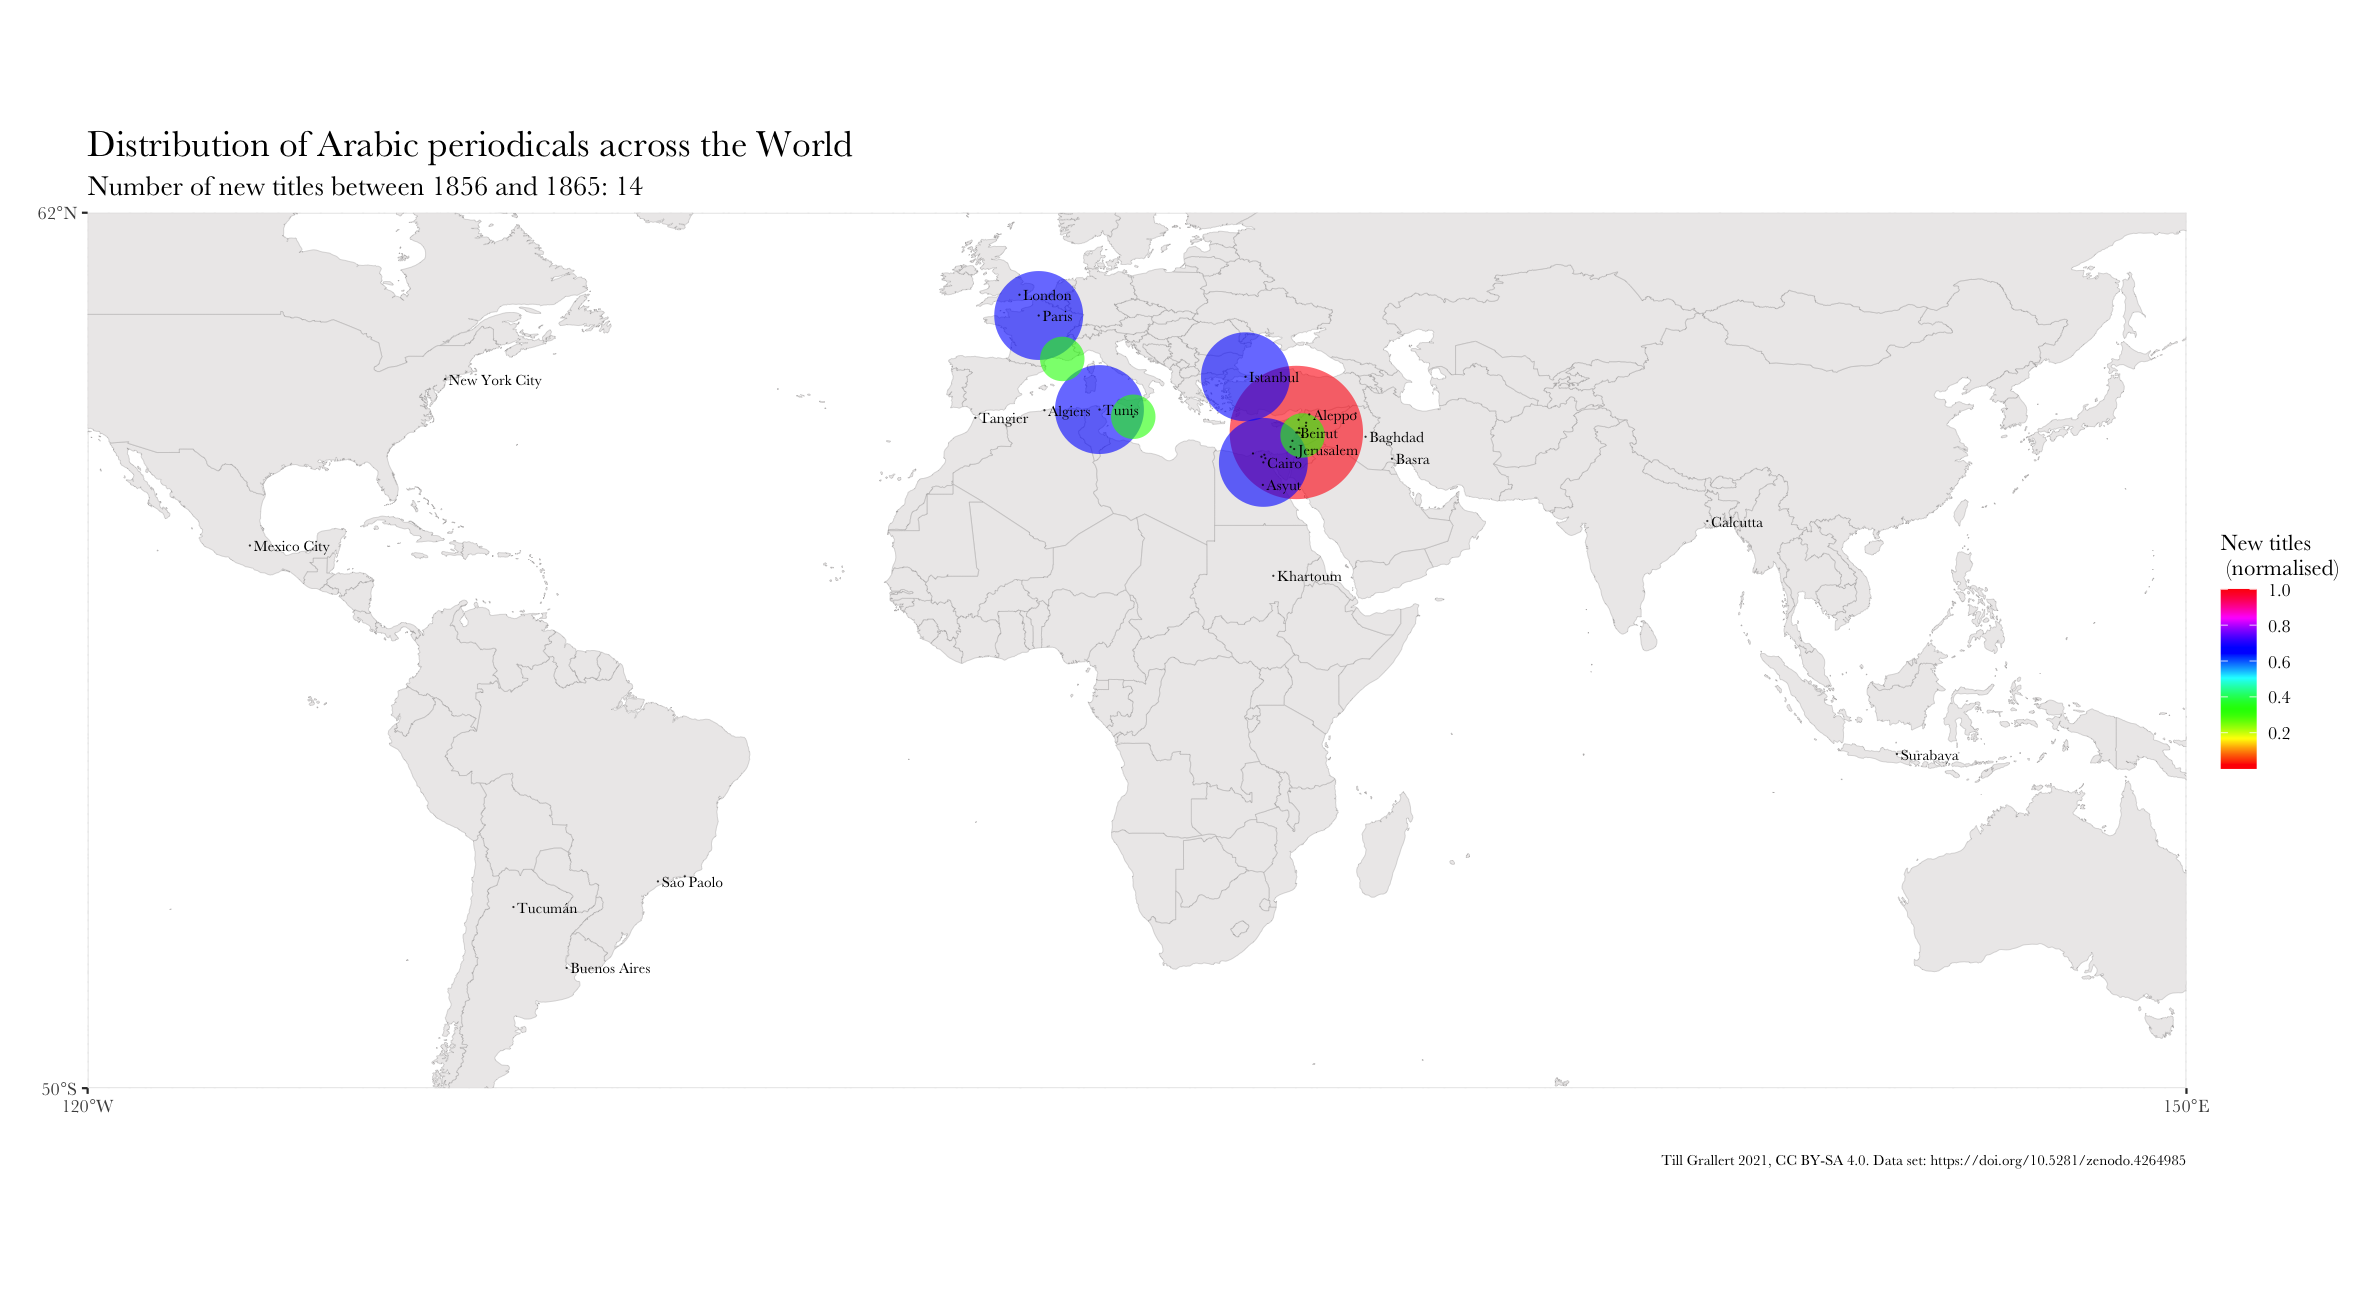 Distribution of Arabic periodicals across the World
Number of new titles between 1856 and 1865: 14
62°N
London
Paris
Istanbul
New York City
Tunis
Algiers
Tangier
Aleppo
Beirut
Baghdad
Jerusalem
Basra
Cairo
Asyut
Calcutta
Mexico City
Khartoum
New titles
(normalised)
1.0
0.8
0.6
0.4
0.2
Surabaya
Sao Paolo
Tucumán
Buenos Aires
50°S
120°W
150°E
Till Grallert 2021, CC BY-SA 4.0. Data set: https://doi.org/10.5281/zenodo.4264985